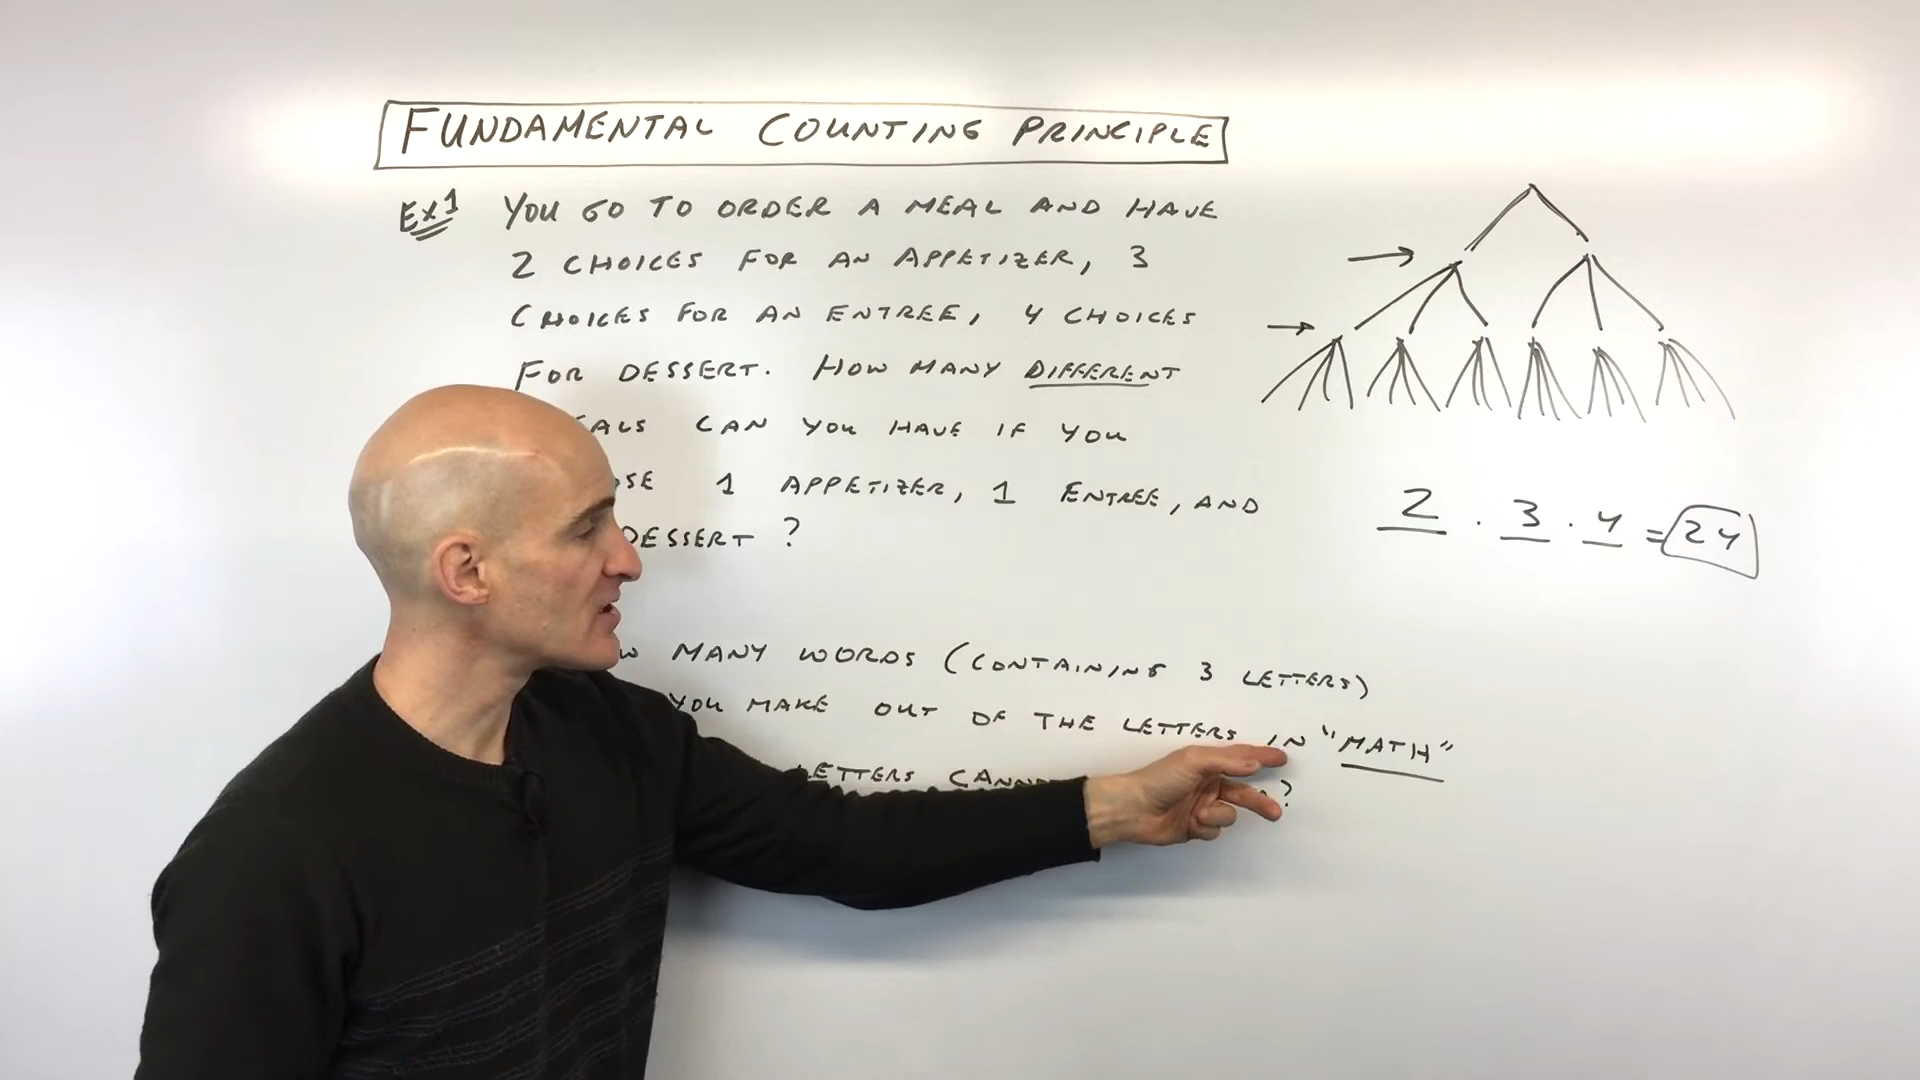 FUNDAMENTAL COUNTING PRINCIPLE
EX1 YOU GO TO ORDER A MEAL AND HAVE
2 CHOICES FOR AN APPETIZER, 3
CHOICES FOR AN ENTREE, 4 CHOICES
FOR DESSERT. HOW MANY DIFFERENT
CAN YOU HAVE IF YOU
1 APPETIZER, 1 ENTREE, AND
DESSERT ?
2 · 3 · 4 = 24
MANY WORDS (CONTAINING 3 LETTERS)
YOU MAKE OUT OF THE LETTERS IN "MATH"
LETTERS ?